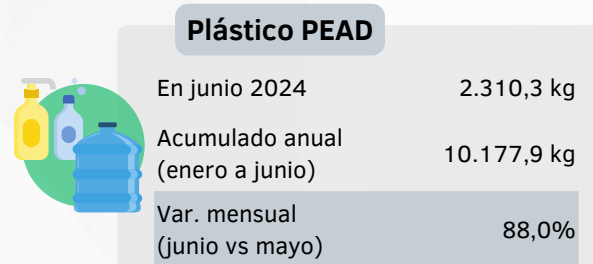 Plástico PEAD
En junio 2024 2.310,3 kg
Acumulado anual
(enero a junio) 10.177,9 kg
Var. mensual
(junio vs mayo) 88,0%